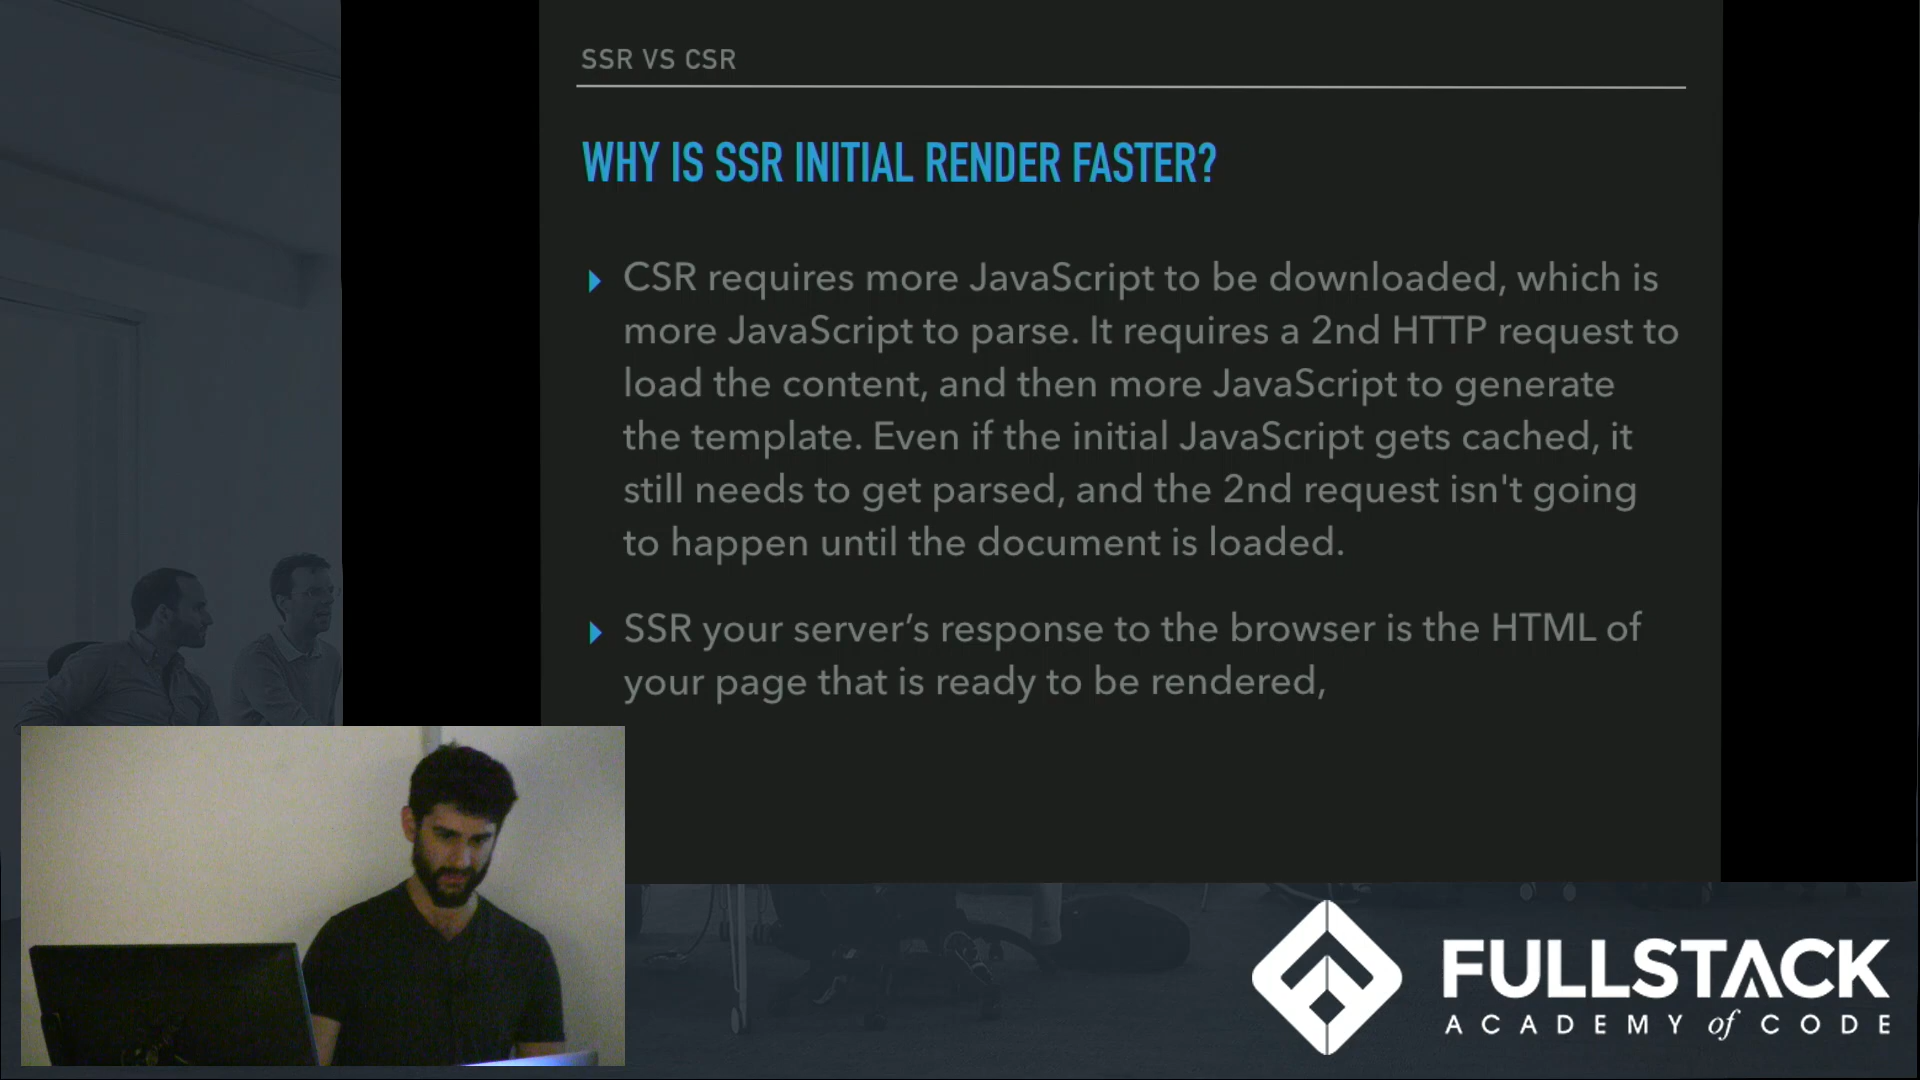 SSR VS CSR
WHY IS SSR INITIAL RENDER FASTER?
CSR requires more JavaScript to be downloaded, which is
more JavaScript to parse. It requires a 2nd HTTP request to
load the content, and then more JavaScript to generate
the template. Even if the initial JavaScript gets cached, it
still needs to get parsed, and the 2nd request isn't going
to happen until the document is loaded.
SSR your server’s response to the browser is the HTML of
your page that is ready to be rendered,
FULLSTACK
ACADEMY of CODE